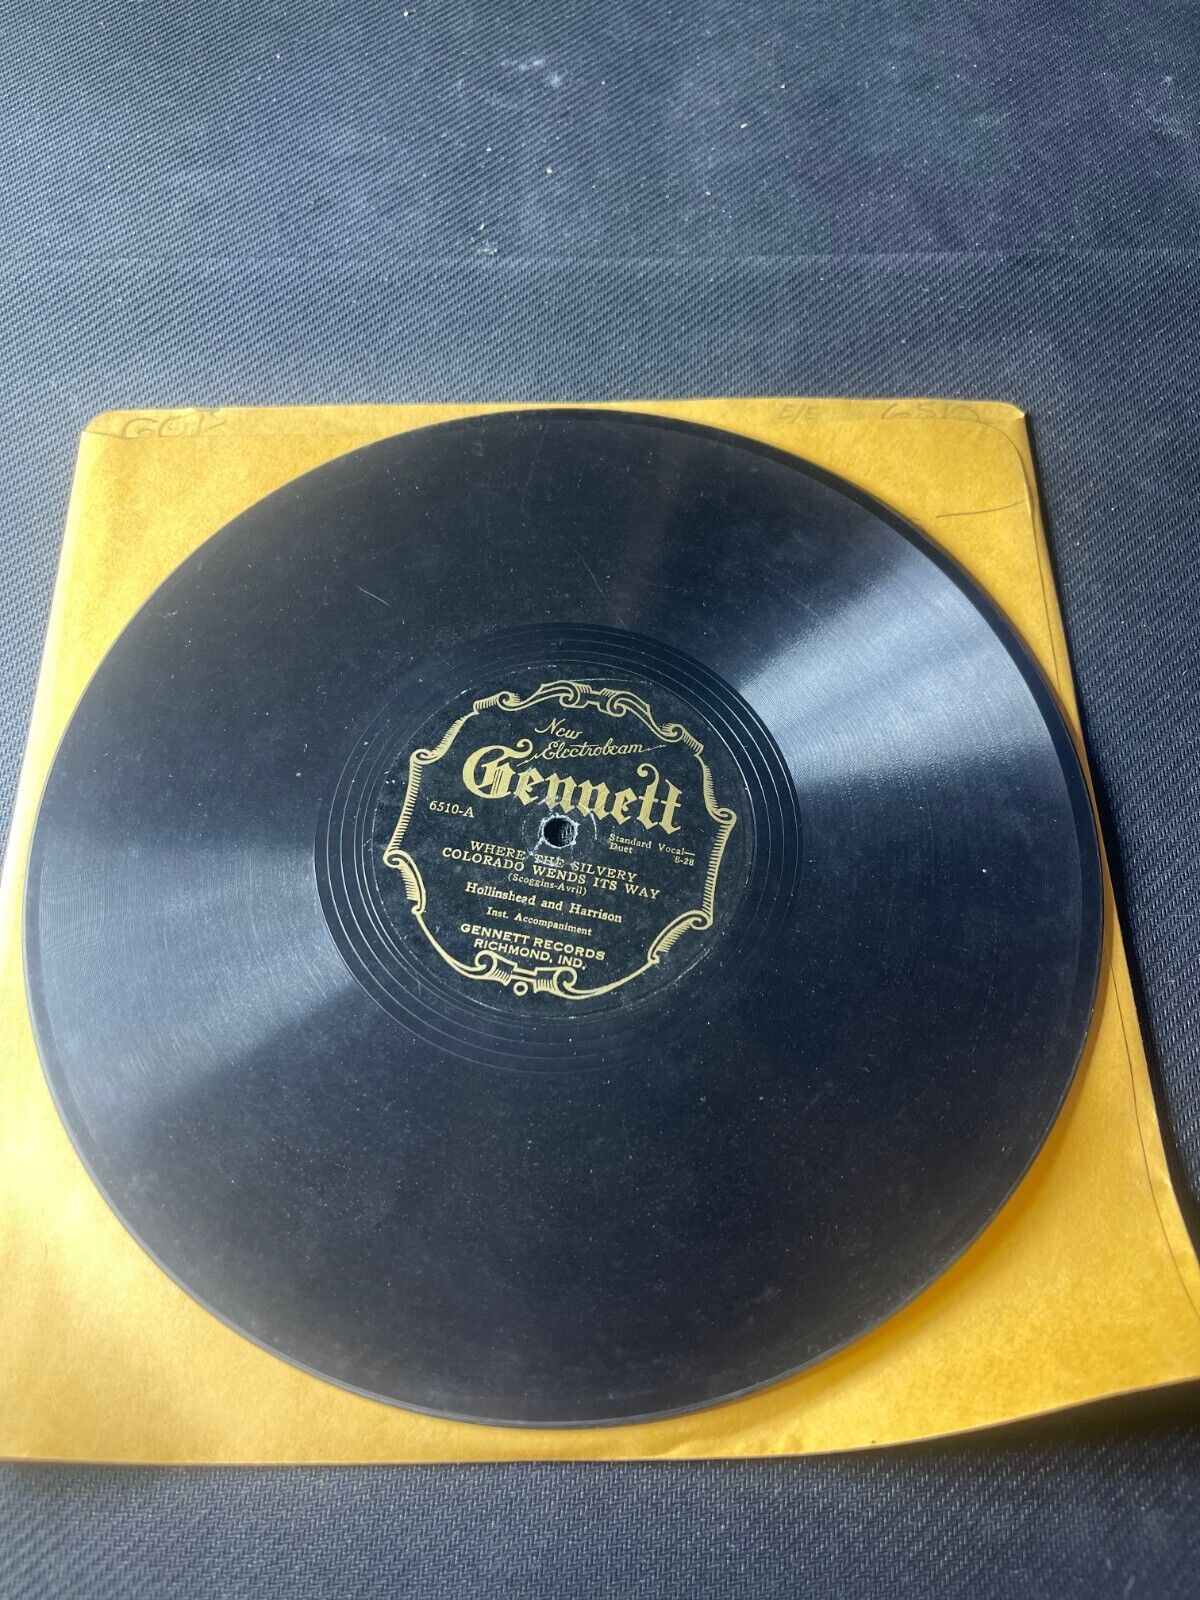 E/E
New
Electrobeam
Gennett
6510-A
Standard Vocal—
Duet 8-28
WHERE THE SILVERY
COLORADO WENDS ITS WAY
(Scoggins-Avril)
Hollinshead and Harrison
Inst. Accompaniment
GENNETT RECORDS
RICHMOND, IND.